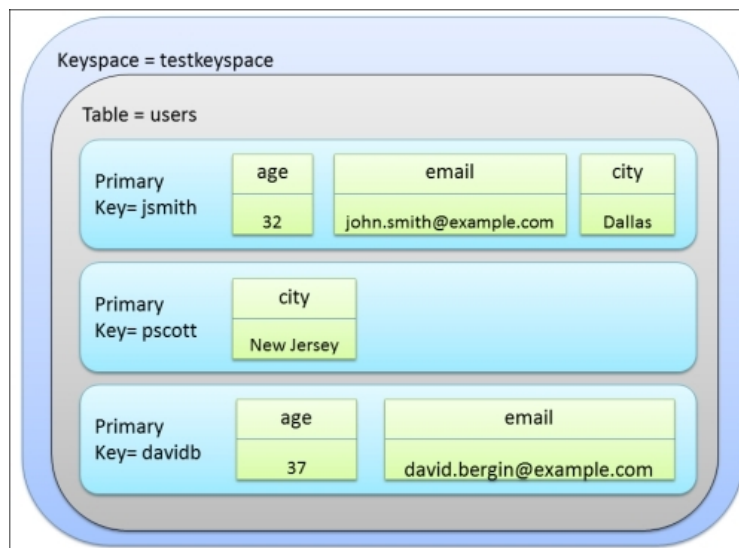 Keyspace = testkeyspace
Table = users
Primary
Key= jsmith
age
email
city
32
john.smith@example.com
Dallas
Primary
Key= pscott
city
New Jersey
Primary
Key= davidb
age
email
37
david.bergin@example.com